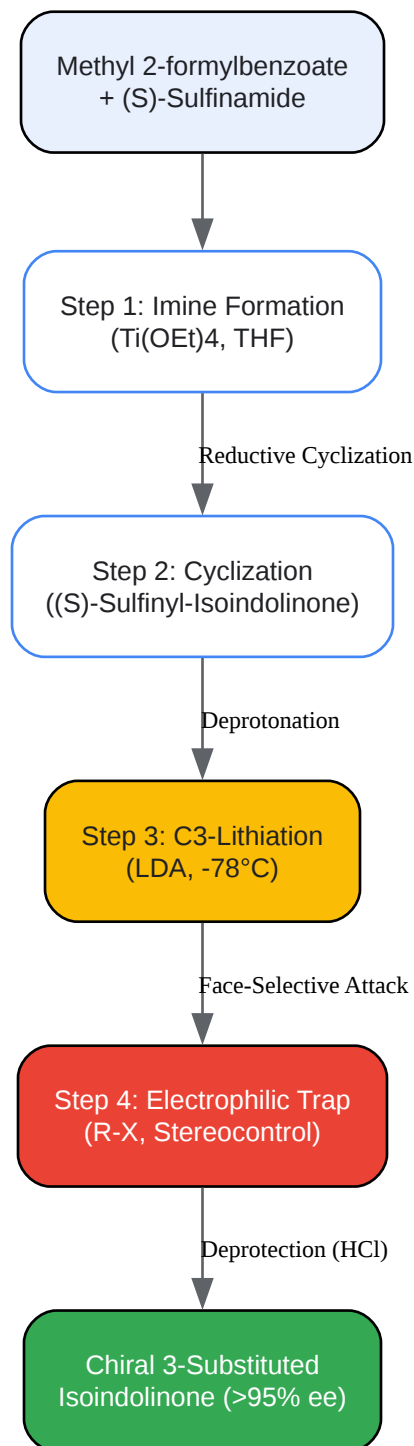 Methyl 2-formylbenzoate
+ (S)-Sulfinamide
Step 1: Imine Formation
(Ti(OEt)4, THF)
Reductive Cyclization
Step 2: Cyclization
((S)-Sulfinyl-Isoindolinone)
Deprotonation
Step 3: C3-Lithiation
(LDA, -78°C)
Face-Selective Attack
Step 4: Electrophilic Trap
(R-X, Stereocontrol)
Deprotection (HCl)
Chiral 3-Substituted
Isoindolinone (>95% ee)